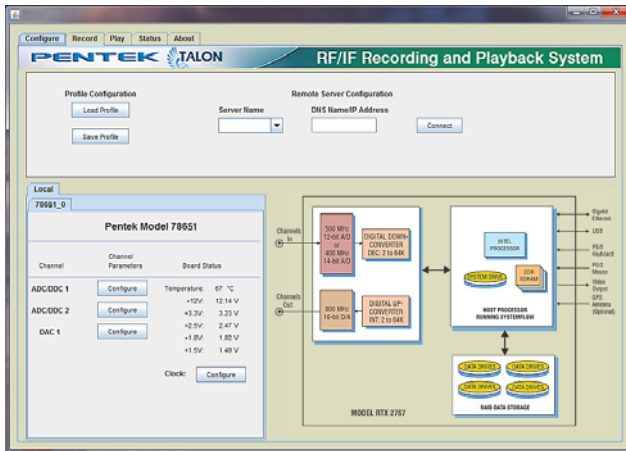 Configure Record Play Status About
PENTEK TALON RF/IF Recording and Playback System
Profile Configuration
Load Profile
Save Profile
Remote Server Configuration
Server Name DNS Name/IP Address
Connect
Local
78651_0
Pentek Model 78651
Channel Channel Parameters Board Status
ADC/DDC 1 Configure
ADC/DDC 2 Configure
DAC 1 Configure
Temperature: 67 °C
+12V: 12.14 V
+3.3V: 3.23 V
+2.5V: 2.47 V
+1.8V: 1.82 V
+1.5V: 1.49 V
Clock: Configure
Channels
In
500 MHz
12-bit A/D
or
400 MHz
14-bit A/D
DIGITAL DOWN-
CONVERTER
DEC: 2 to 64K
Channels
Out
800 MHz
16-bit D/A
DIGITAL UP-
CONVERTER
INT: 2 to 64K
INTEL
PROCESSOR
SYSTEM DRIVE
DDR
SDRAM
HOST PROCESSOR
RUNNING SYSTEMFLOW
Gigabit
Ethernet
USB
PS/2
Keyboard
PS/2
Mouse
Video
Output
GPS
Antenna
(Optional)
DATA DRIVES DATA DRIVES
DATA DRIVES DATA DRIVES
RAID DATA STORAGE
MODEL RTX 2767